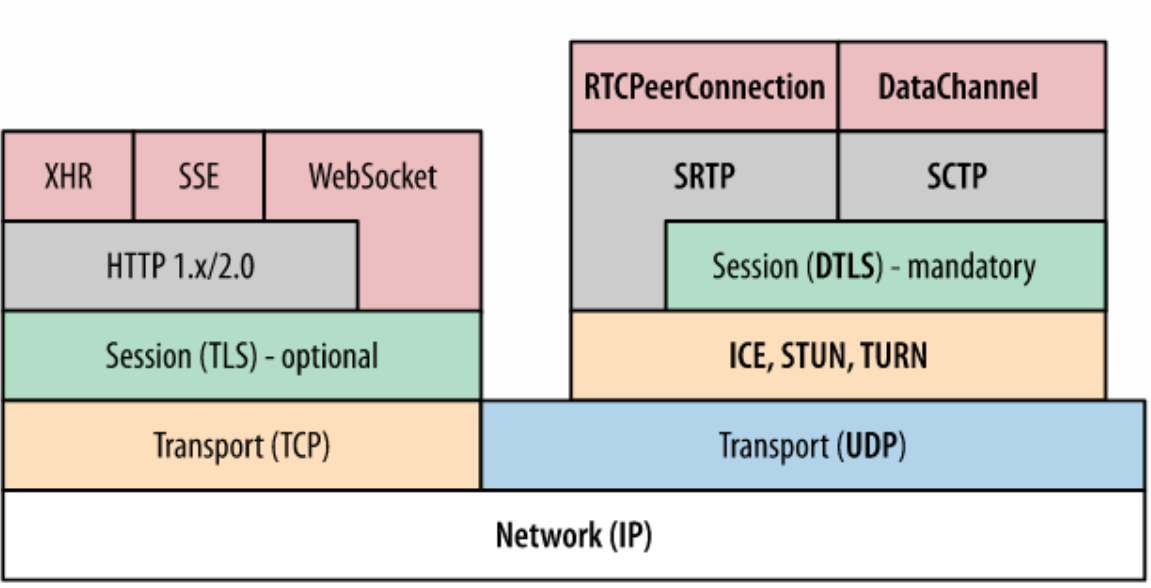 RTCPeerConnection DataChannel
XHR SSE WebSocket SRTP SCTP
HTTP 1.x/2.0 Session (DTLS) - mandatory
Session (TLS) - optional ICE, STUN, TURN
Transport (TCP) Transport (UDP)
Network (IP)